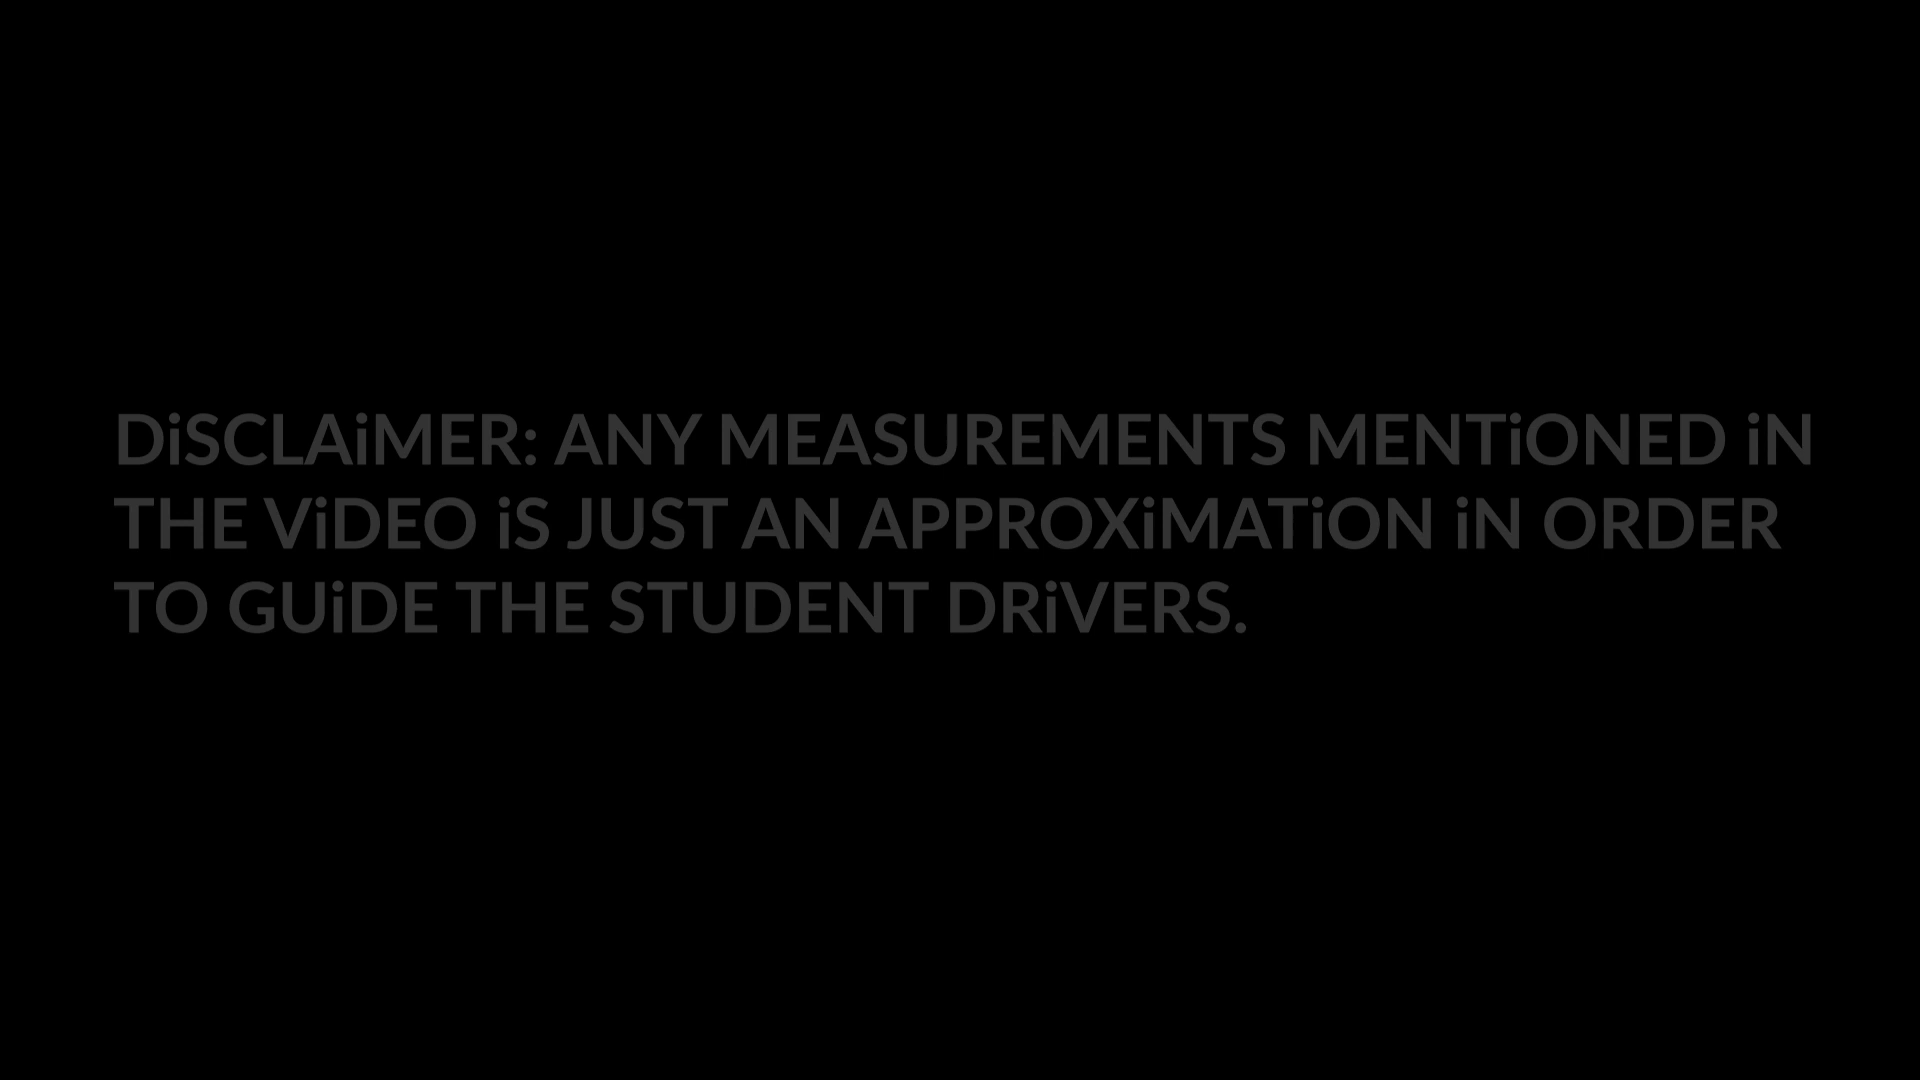 DiSCLAiMER: ANY MEASUREMENTS MENTiONED iN
THE ViDEO iS JUST AN APPROXiMATiON iN ORDER
TO GUiDE THE STUDENT DRiVERS.